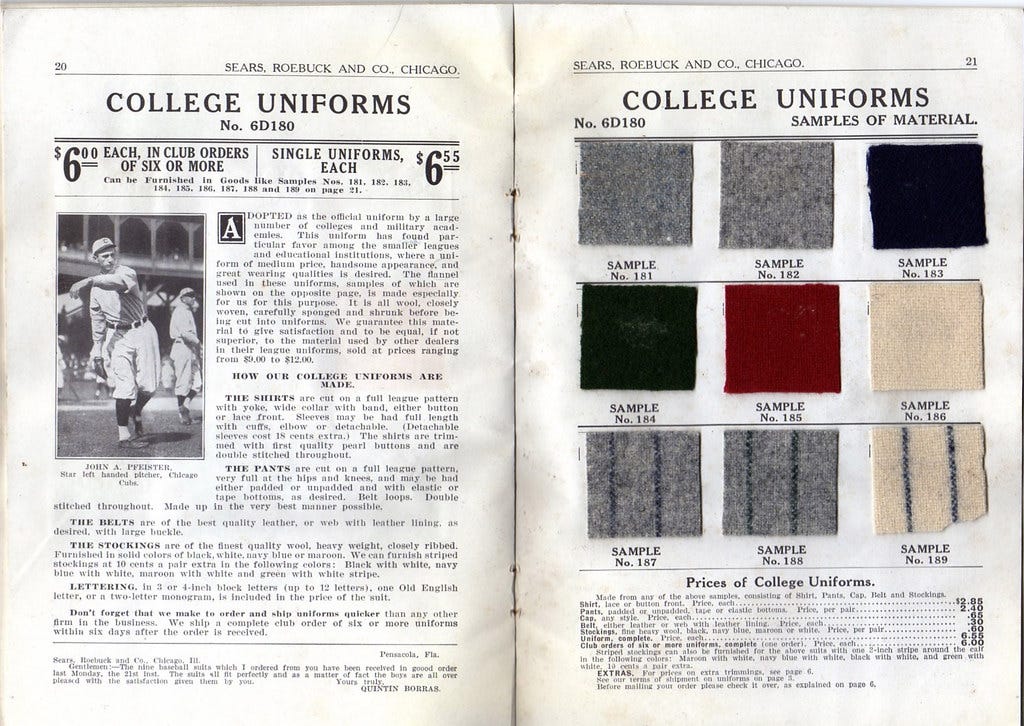 20
SEARS, ROEBUCK AND CO., CHICAGO.
COLLEGE UNIFORMS
No. 6D180
$6.00 EACH, IN CLUB ORDERS
OF SIX OR MORE
SINGLE UNIFORMS,
EACH $6.55
Can be Furnished in Goods like Samples Nos. 181, 182, 183,
184, 185, 186, 187, 188 and 189 on page 21.
ADOPTED as the official uniform by a large
number of colleges and military acad-
emies. This uniform has found par-
ticular favor among the smaller leagues
and educational institutions, where a uni-
form of medium price, handsome appearance, and
great wearing qualities is desired. The flannel
used in these uniforms, samples of which are
shown on the opposite page, is made especially
for us for this purpose. It is all wool, closely
woven, carefully sponged and shrunk before be-
ing cut into uniforms. We guarantee this mate-
rial to give satisfaction and to be equal, if not
superior, to the material used by other dealers
in their league uniforms, sold at prices ranging
from $9.00 to $12.00.
HOW OUR COLLEGE UNIFORMS ARE
MADE.
THE SHIRTS are cut on a full league pattern
with yoke, wide collar with band, either button
or lace front. Sleeves may be had full length
with cuffs, elbow or detachable. (Detachable
sleeves cost 18 cents extra.) The shirts are trim-
med with first quality pearl buttons and are
double stitched throughout.
JOHN A. PFEISTER,
Star left handed pitcher, Chicago
Cubs.
THE PANTS are cut on a full league pattern,
very full at the hips and knees, and may be had
either padded or unpadded and with elastic or
tape bottoms, as desired. Belt loops. Double
stitched throughout. Made up in the very best manner possible.
THE BELTS are of the best quality leather, or web with leather lining, as
desired, with large buckle.
THE STOCKINGS are of the finest quality wool, heavy weight, closely ribbed.
Furnished in solid colors of black, white, navy blue or maroon. We can furnish striped
stockings at 10 cents a pair extra in the following colors: Black with white, navy
blue with white, maroon with white and green with white stripe.
LETTERING, in 3 or 4-inch block letters (up to 12 letters), one Old English
letter, or a two-letter monogram, is included in the price of the suit.
Don't forget that we make to order and ship uniforms quicker than any other
firm in the business. We ship a complete club order of six or more uniforms
within six days after the order is received.
Pensacola, Fla.
Sears, Roebuck and Co., Chicago, Ill.
Gentlemen:—The nine baseball suits which I ordered from you have been received in goood order
last Monday, the 21st inst. The suits all fit perfectly and as a matter of fact the boys are all over
pleased with the satisfaction given them by you. Yours truly,
QUINTIN BORRAS.
SEARS, ROEBUCK AND CO., CHICAGO.
21
COLLEGE UNIFORMS
No. 6D180
SAMPLES OF MATERIAL.
SAMPLE
No. 181
SAMPLE
No. 182
SAMPLE
No. 183
SAMPLE
No. 184
SAMPLE
No. 185
SAMPLE
No. 186
SAMPLE
No. 187
SAMPLE
No. 188
SAMPLE
No. 189
Prices of College Uniforms.
Made from any of the above samples, consisting of Shirt, Pants, Cap, Belt and Stockings.
Shirt, lace or button front. Price, each $2.85
Pants, padded or unpadded, tape or elastic bottoms. Price, per pair 2.40
Cap, any style. Price, each .65
Belt, either leather or web with leather lining. Price, each .30
Stockings, fine heavy wool, black, navy blue, maroon or white. Price, per pair .60
Uniform, complete. Price, each 6.55
Club orders of six or more uniforms, complete (one order). Price, each 6.00
Striped stockings can also be furnished for the above suits with one 2-inch stripe around the calf
in the following colors: Maroon with white, navy blue with white, black with white, and green with
white, 10 cents a pair extra.
EXTRAS. For prices on extra trimmings, see page 6.
See our terms of shipment on uniforms on page 3.
Before mailing your order please check it over, as explained on page 6.